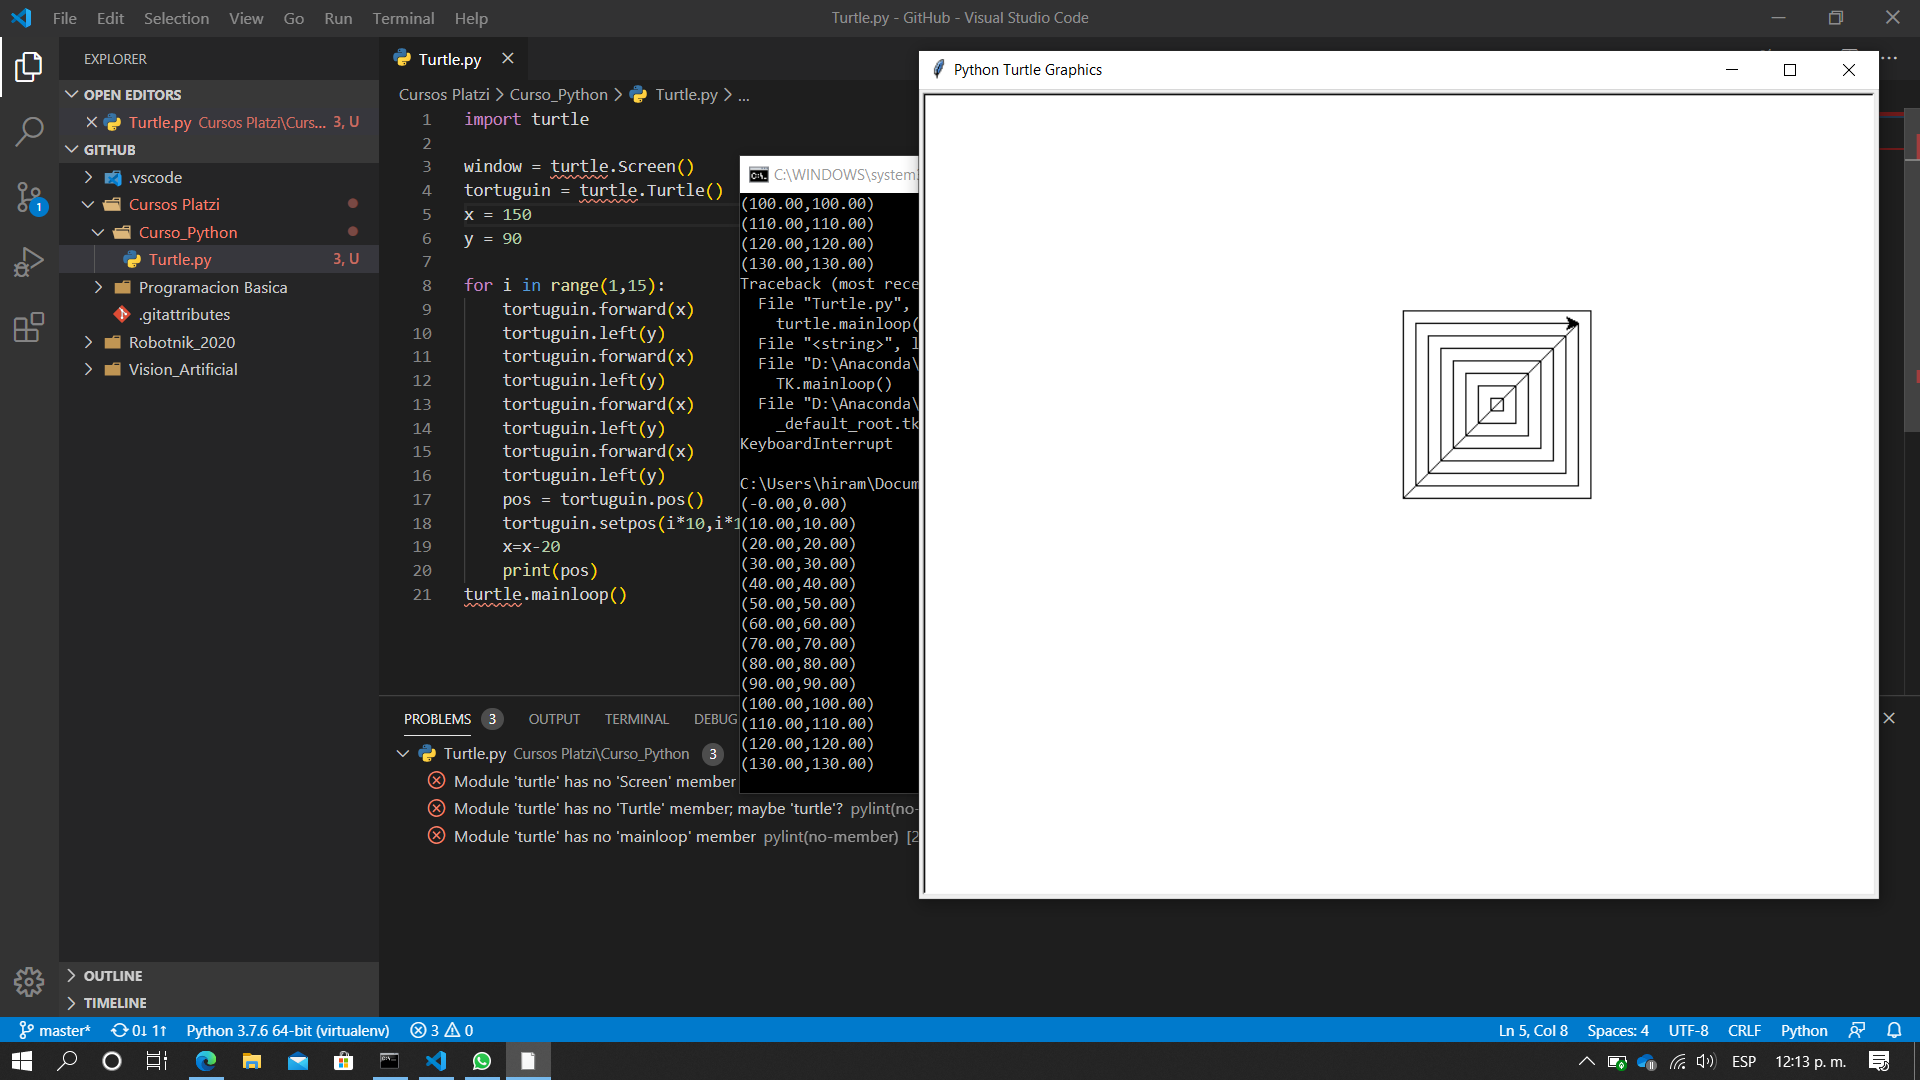 File Edit Selection View Go Run Terminal Help
Turtle.py - GitHub - Visual Studio Code
EXPLORER
OPEN EDITORS
Turtle.py Cursos Platzi\Curs... 3, U
GITHUB
.vscode
Cursos Platzi
Curso_Python
Turtle.py 3, U
Programacion Basica
.gitattributes
Robotnik_2020
Vision_Artificial
OUTLINE
TIMELINE
Turtle.py
Cursos Platzi > Curso_Python > Turtle.py > ...
1 import turtle
2
3 window = turtle.Screen()
4 tortuguin = turtle.Turtle()
5 x = 150
6 y = 90
7
8 for i in range(1,15):
9 tortuguin.forward(x)
10 tortuguin.left(y)
11 tortuguin.forward(x)
12 tortuguin.left(y)
13 tortuguin.forward(x)
14 tortuguin.left(y)
15 tortuguin.forward(x)
16 tortuguin.left(y)
17 pos = tortuguin.pos()
18 tortuguin.setpos(i*10,i*1
19 x=x-20
20 print(pos)
21 turtle.mainloop()
C:\WINDOWS\system
(100.00,100.00)
(110.00,110.00)
(120.00,120.00)
(130.00,130.00)
Traceback (most rece
File "Turtle.py",
turtle.mainloop(
File "<string>", l
File "D:\Anaconda\
TK.mainloop()
File "D:\Anaconda\
_default_root.tk
KeyboardInterrupt
C:\Users\hiram\Docum
(-0.00,0.00)
(10.00,10.00)
(20.00,20.00)
(30.00,30.00)
(40.00,40.00)
(50.00,50.00)
(60.00,60.00)
(70.00,70.00)
(80.00,80.00)
(90.00,90.00)
(100.00,100.00)
(110.00,110.00)
(120.00,120.00)
(130.00,130.00)
Python Turtle Graphics
PROBLEMS 3 OUTPUT TERMINAL DEBUG
Turtle.py Cursos Platzi\Curso_Python 3
Module 'turtle' has no 'Screen' member
Module 'turtle' has no 'Turtle' member; maybe 'turtle'? pylint(no-
Module 'turtle' has no 'mainloop' member pylint(no-member) [2
1
master* 0↓ 1↑ Python 3.7.6 64-bit (virtualenv) 3 0
Ln 5, Col 8 Spaces: 4 UTF-8 CRLF Python
ESP 12:13 p. m.